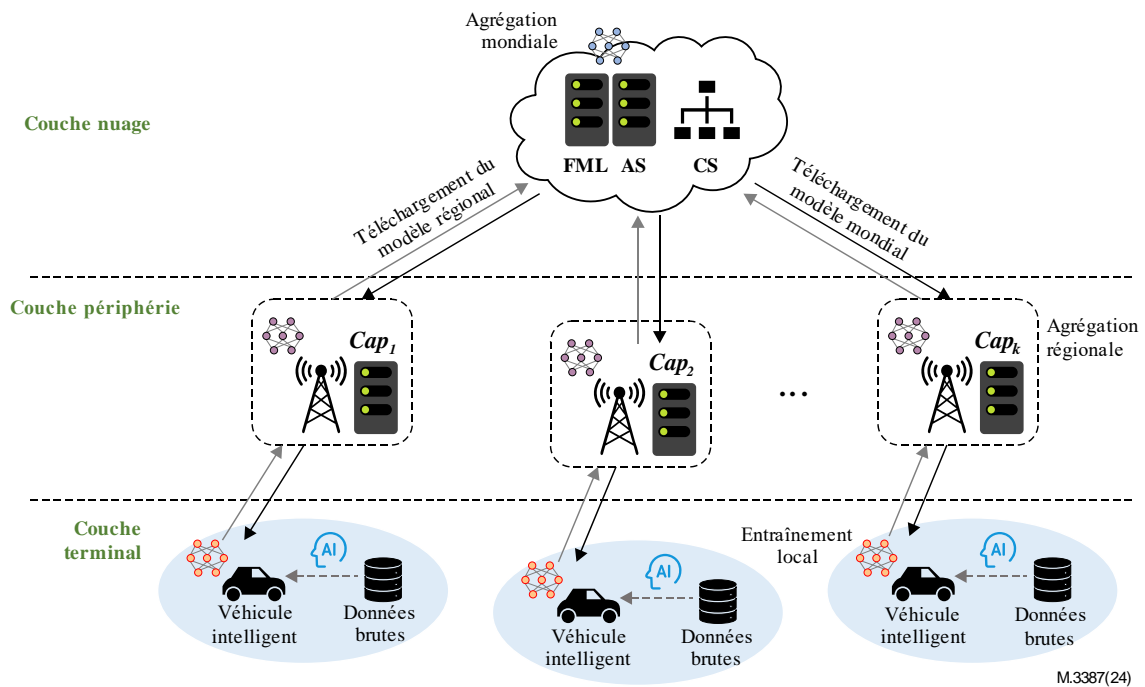 Agrégation
mondiale
Couche nuage
FML AS CS
Téléchargement du
modèle régional
Téléchargement du
modèle mondial
Couche périphérie
Cap1
Cap2
...
Capk
Agrégation
régionale
Couche
terminal
Entraînement
local
AI
Véhicule
intelligent
Données
brutes
AI
Véhicule
intelligent
Données
brutes
AI
Véhicule
intelligent
Données
brutes
M.3387(24)